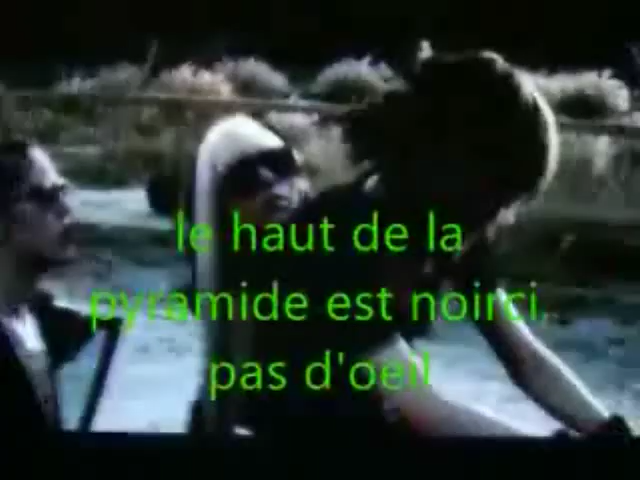 le haut de la
pyramide est noirci,
pas d'oeil